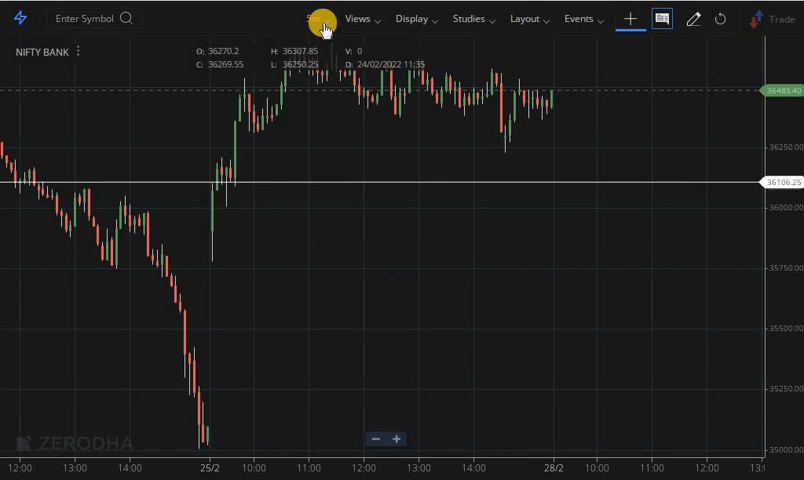 Enter Symbol
5m Views Display Studies Layout Events Trade
NIFTY BANK
O: 36270.2 H: 36307.85 V: 0
C: 36269.55 L: 36250.25 D: 24/02/2022 11:35
36485.40
36250.00
36106.25
36000.00
35750.00
35500.00
35250.00
35000.00
ZERODHA
12:00 13:00 14:00 25/2 10:00 11:00 12:00 13:00 14:00 28/2 10:00 11:00 12:00